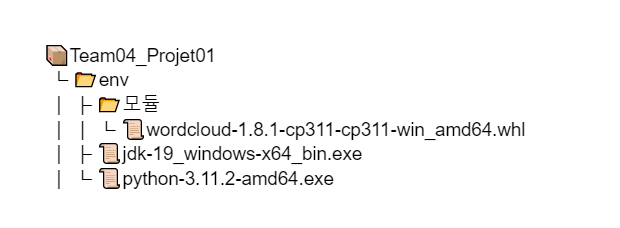 Team04_Projet01
└ env
│ ├ 모듈
│ │ └ wordcloud-1.8.1-cp311-cp311-win_amd64.whl
│ ├ jdk-19_windows-x64_bin.exe
│ └ python-3.11.2-amd64.exe